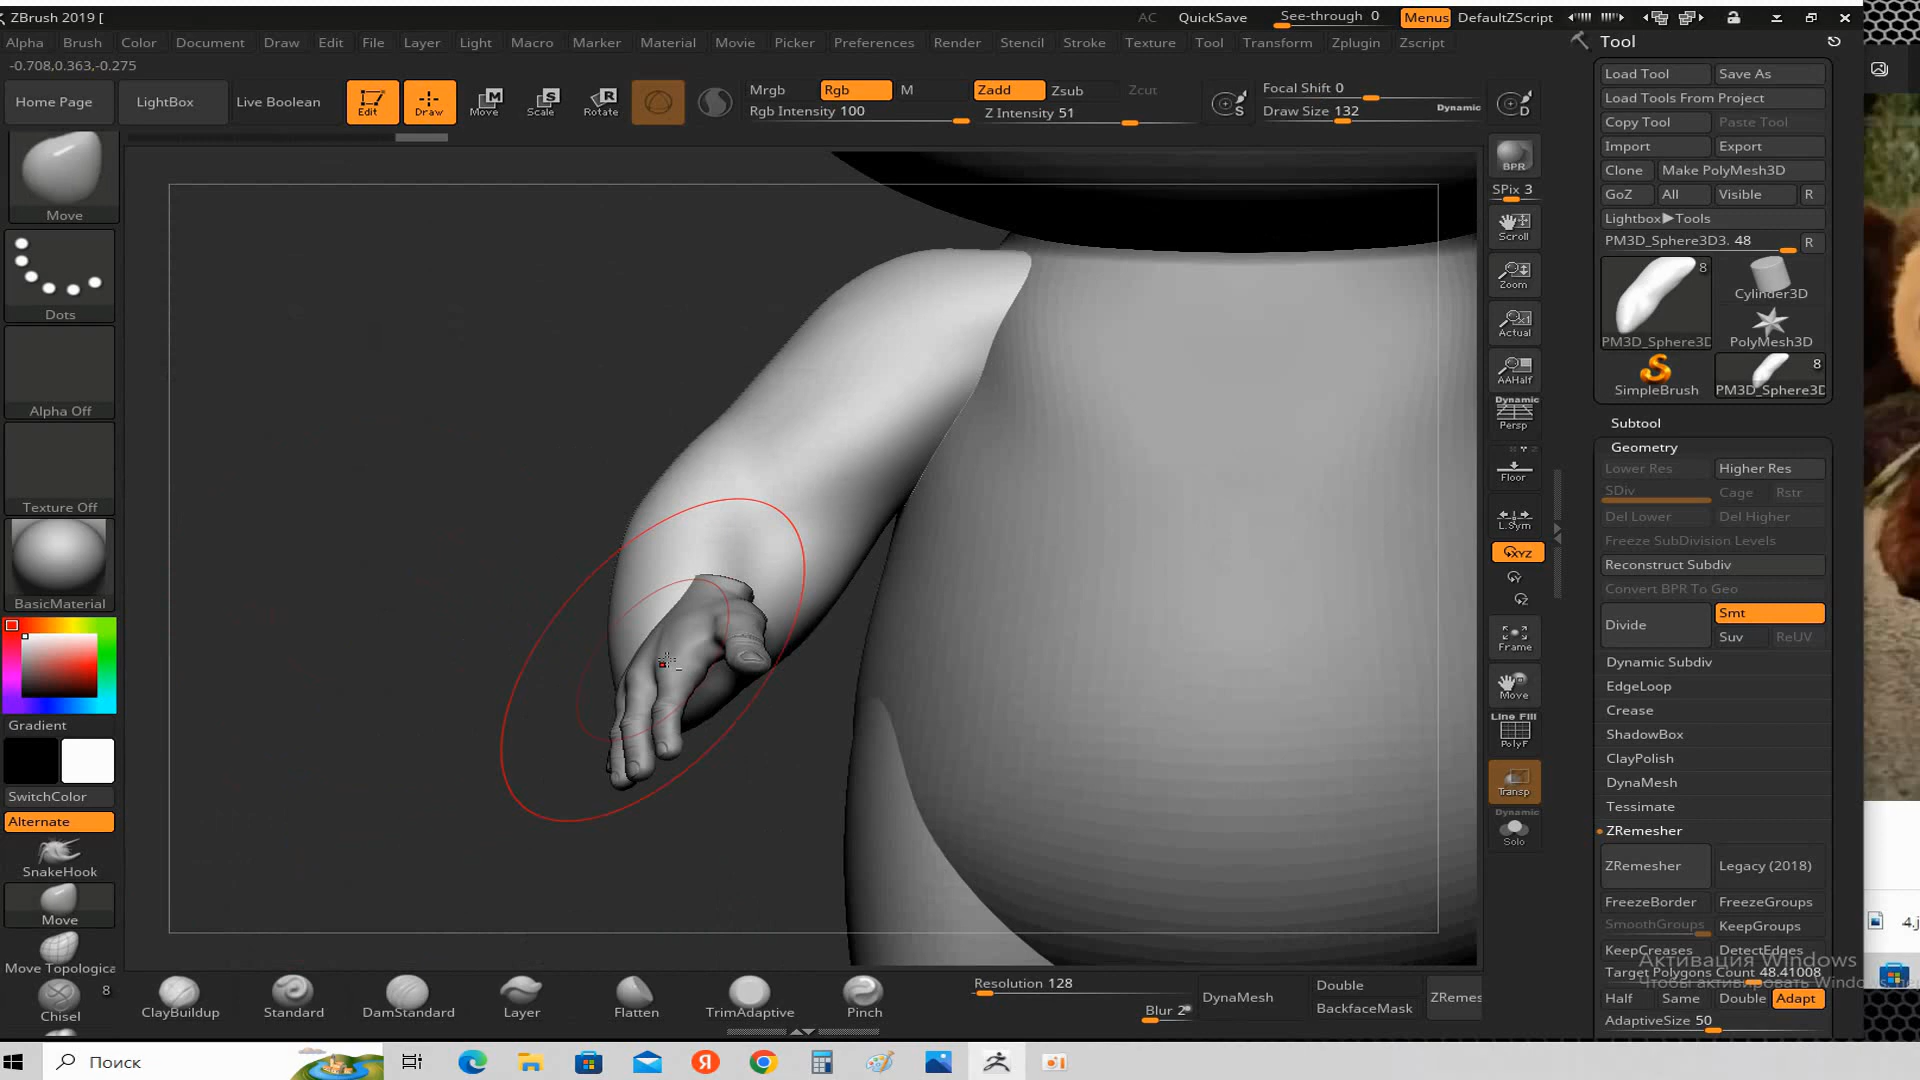 ZBrush 2019 [
AC QuickSave See-through 0 Menus DefaultZScript
Alpha Brush Color Document Draw Edit File Layer Light Macro Marker Material Movie Picker Preferences Render Stencil Stroke Texture Tool Transform Zplugin Zscript
-0.708,0.363,-0.275
Home Page LightBox Live Boolean Edit Draw Move Scale Rotate
Mrgb Rgb M Zadd Zsub Zcut Focal Shift 0
Rgb Intensity 100 Z Intensity 51 Draw Size 132 Dynamic
S
D
Move
Dots
Alpha Off
Texture Off
BasicMaterial
Gradient
SwitchColor
Alternate
SnakeHook
Move
Move Topologica
8
Chisel
BPR
SPix 3
Scroll
Zoom
Actual
AAHalf
Dynamic
Persp
Floor
L.Sym
XYZ
Frame
Move
Line Fill
PolyF
Transp
Dynamic
Solo
Tool
Load Tool Save As
Load Tools From Project
Copy Tool Paste Tool
Import Export
Clone Make PolyMesh3D
GoZ All Visible R
Lightbox▶Tools
PM3D_Sphere3D3. 48 R
8
Cylinder3D
PM3D_Sphere3D PolyMesh3D
8
SimpleBrush PM3D_Sphere3D
Subtool
Geometry
Lower Res Higher Res
SDiv Cage Rstr
Del Lower Del Higher
Freeze SubDivision Levels
Reconstruct Subdiv
Convert BPR To Geo
Divide Smt
Suv ReUV
Dynamic Subdiv
EdgeLoop
Crease
ShadowBox
ClayPolish
DynaMesh
Tessimate
ZRemesher
ZRemesher Legacy (2018)
FreezeBorder FreezeGroups
SmoothGroups KeepGroups
KeepCreases DetectEdges
Активация Windows
Target Polygons Count 48.41008
Half Same Double Adapt
AdaptiveSize 50
4.j
ClayBuildup Standard DamStandard Layer Flatten TrimAdaptive Pinch
Resolution 128
Blur 2
DynaMesh
Double
BackfaceMask
ZRemes
Поиск